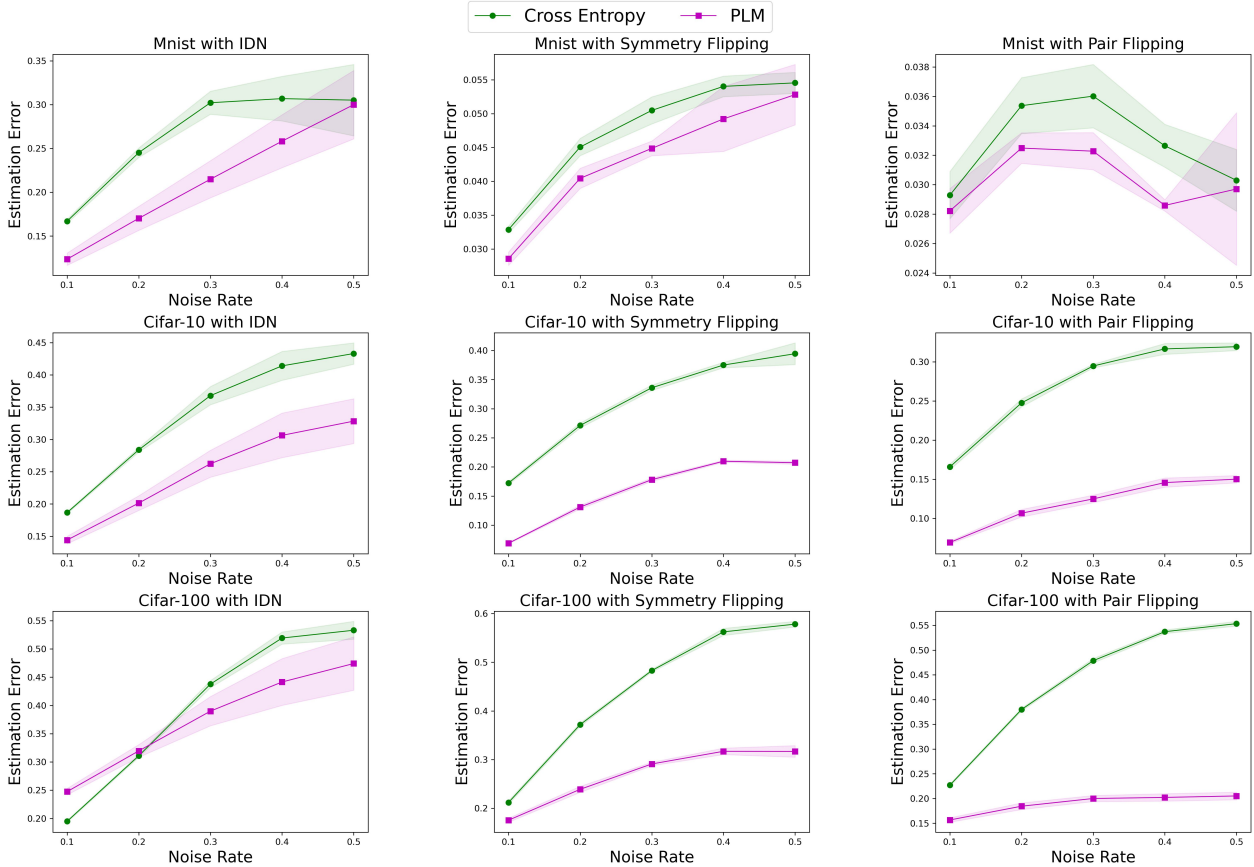 Cross Entropy PLM
Mnist with IDN
0.35
0.30
0.25
0.20
0.15
Estimation Error
0.1 0.2 0.3 0.4 0.5
Noise Rate
Mnist with Symmetry Flipping
0.055
0.050
0.045
0.040
0.035
0.030
Estimation Error
0.1 0.2 0.3 0.4 0.5
Noise Rate
Mnist with Pair Flipping
0.038
0.036
0.034
0.032
0.030
0.028
0.026
0.024
Estimation Error
0.1 0.2 0.3 0.4 0.5
Noise Rate
Cifar-10 with IDN
0.45
0.40
0.35
0.30
0.25
0.20
0.15
Estimation Error
0.1 0.2 0.3 0.4 0.5
Noise Rate
Cifar-10 with Symmetry Flipping
0.40
0.35
0.30
0.25
0.20
0.15
0.10
Estimation Error
0.1 0.2 0.3 0.4 0.5
Noise Rate
Cifar-10 with Pair Flipping
0.30
0.25
0.20
0.15
0.10
Estimation Error
0.1 0.2 0.3 0.4 0.5
Noise Rate
Cifar-100 with IDN
0.55
0.50
0.45
0.40
0.35
0.30
0.25
0.20
Estimation Error
0.1 0.2 0.3 0.4 0.5
Noise Rate
Cifar-100 with Symmetry Flipping
0.6
0.5
0.4
0.3
0.2
Estimation Error
0.1 0.2 0.3 0.4 0.5
Noise Rate
Cifar-100 with Pair Flipping
0.55
0.50
0.45
0.40
0.35
0.30
0.25
0.20
0.15
Estimation Error
0.1 0.2 0.3 0.4 0.5
Noise Rate